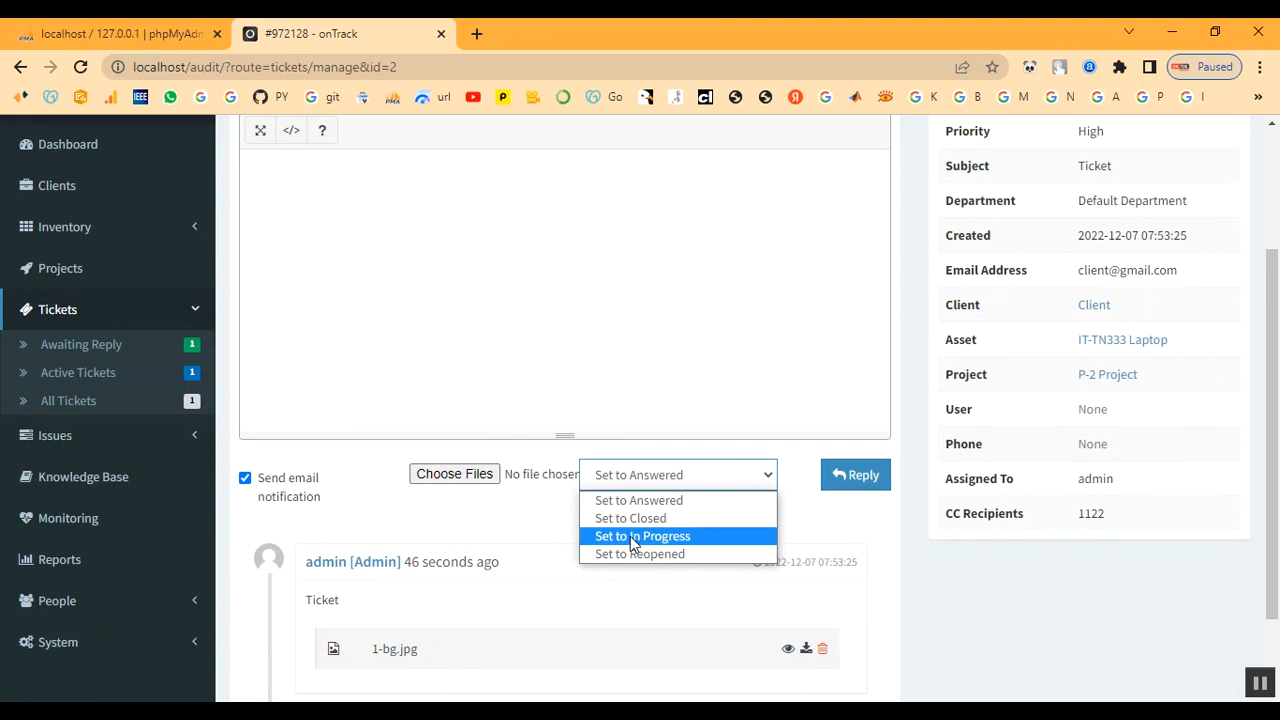 localhost / 127.0.0.1 | phpMyAdn
#972128 - onTrack
localhost/audit/?route=tickets/manage&id=2
Paused
IEEE
PY
git
url
Go
K
B
M
N
A
P
I
Dashboard
Clients
Inventory
Projects
Tickets
Awaiting Reply 1
Active Tickets 1
All Tickets 1
Issues
Knowledge Base
Monitoring
Reports
People
System
</> ?
Send email
notification
Choose Files No file chosen
Set to Answered
Set to Answered
Set to Closed
Set to In Progress
Set to Reopened
Reply
admin [Admin] 46 seconds ago
2022-12-07 07:53:25
Ticket
1-bg.jpg
Priority High
Subject Ticket
Department Default Department
Created 2022-12-07 07:53:25
Email Address client@gmail.com
Client Client
Asset IT-TN333 Laptop
Project P-2 Project
User None
Phone None
Assigned To admin
CC Recipients 1122